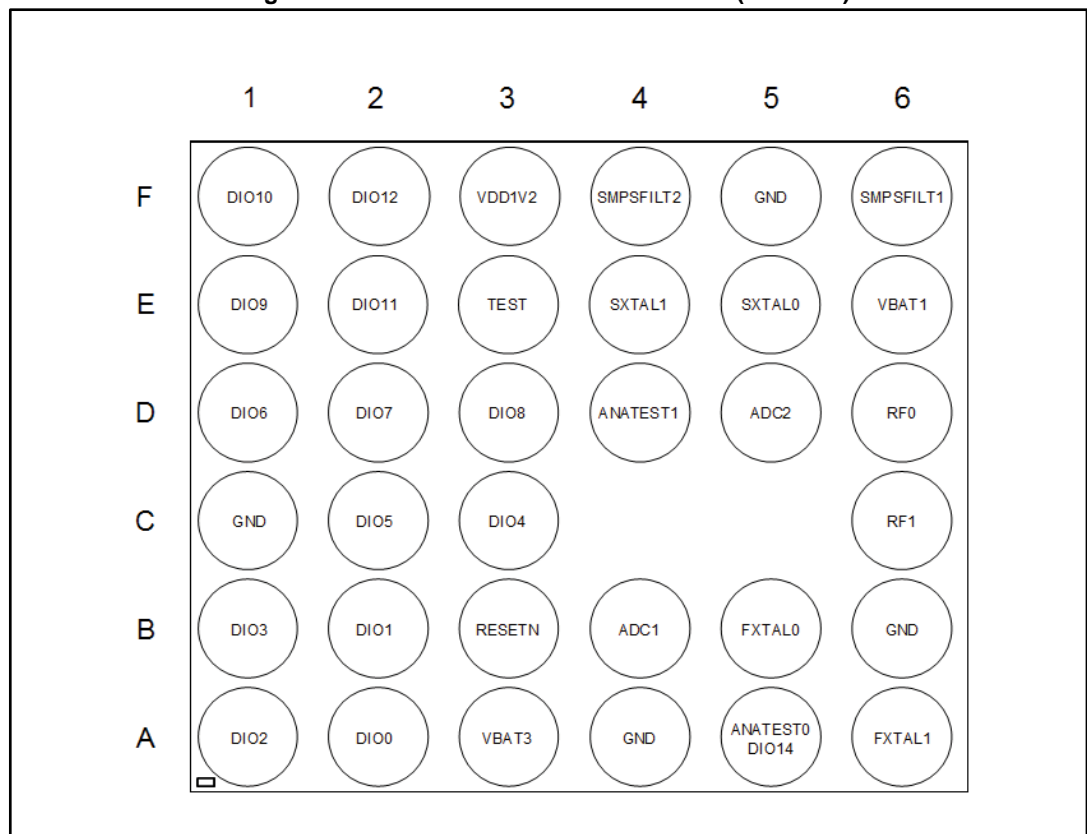 1 2 3 4 5 6
F DIO10 DIO12 VDD1V2 SMPSFILT2 GND SMPSFILT1
E DIO9 DIO11 TEST SXTAL1 SXTAL0 VBAT1
D DIO6 DIO7 DIO8 ANATEST1 ADC2 RF0
C GND DIO5 DIO4 RF1
B DIO3 DIO1 RESETN ADC1 FXTAL0 GND
A DIO2 DIO0 VBAT3 GND ANATEST0 DIO14 FXTAL1